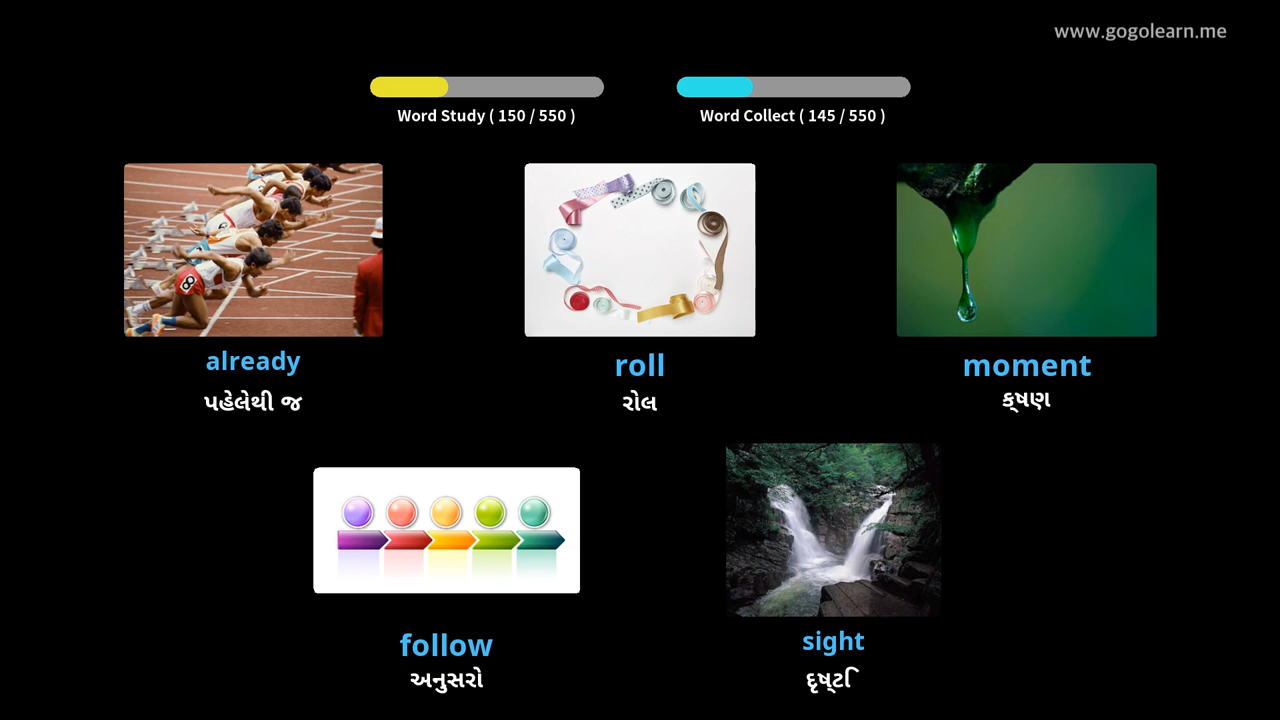 www.gogolearn.me
Word Study ( 150 / 550 )
Word Collect ( 145 / 550 )
already
પહેલેથી જ
roll
રોલ
moment
ક્ષણ
follow
અનુસરો
sight
દૃષ્ટિ
8